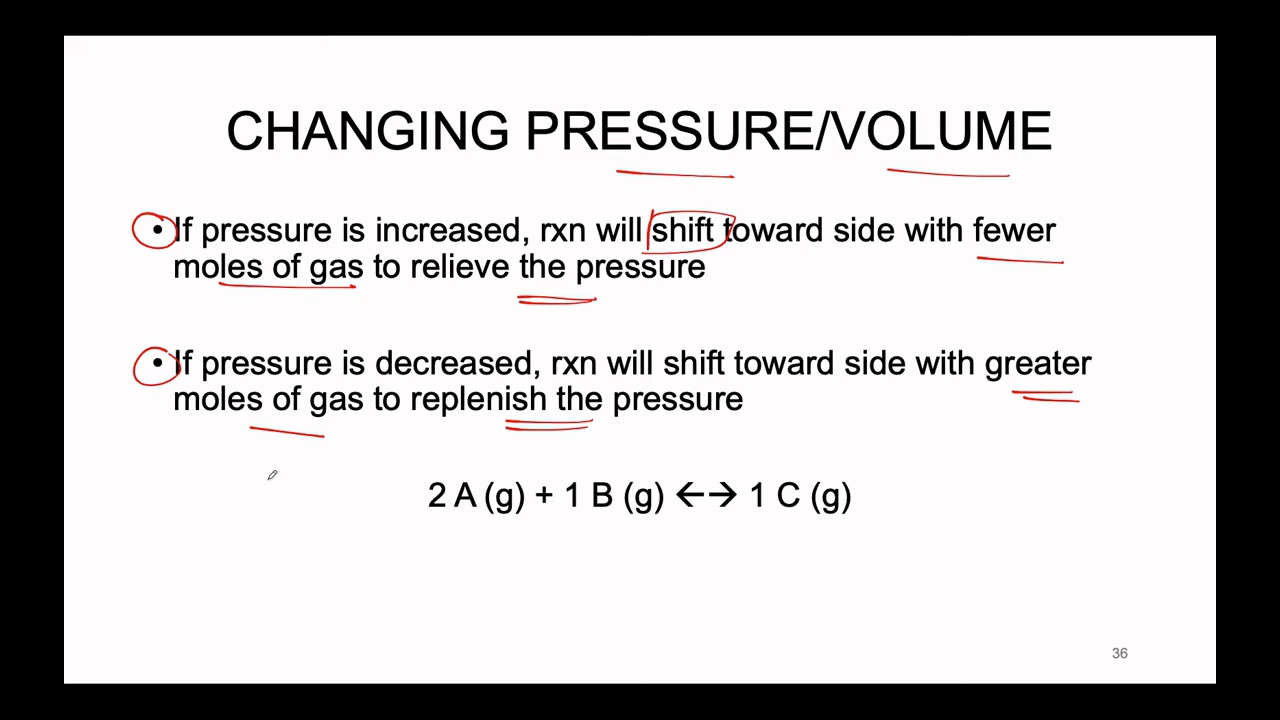 CHANGING PRESSURE/VOLUME
• If pressure is increased, rxn will shift toward side with fewer
moles of gas to relieve the pressure
• If pressure is decreased, rxn will shift toward side with greater
moles of gas to replenish the pressure
2 A (g) + 1 B (g) ←→ 1 C (g)
36